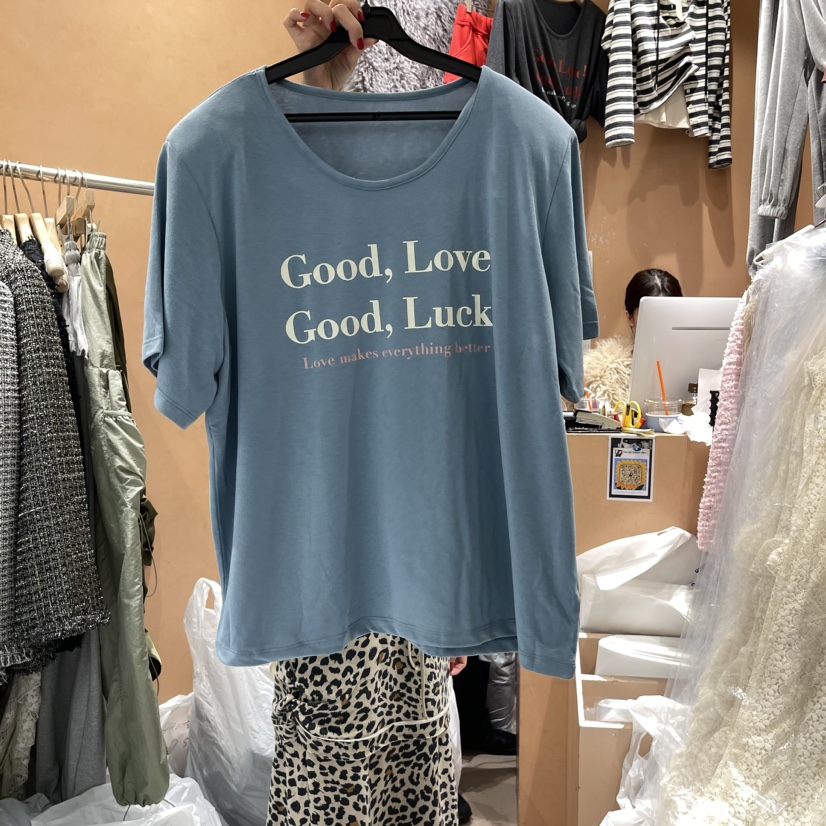 Good, Love
Good, Luck
Love makes everything better